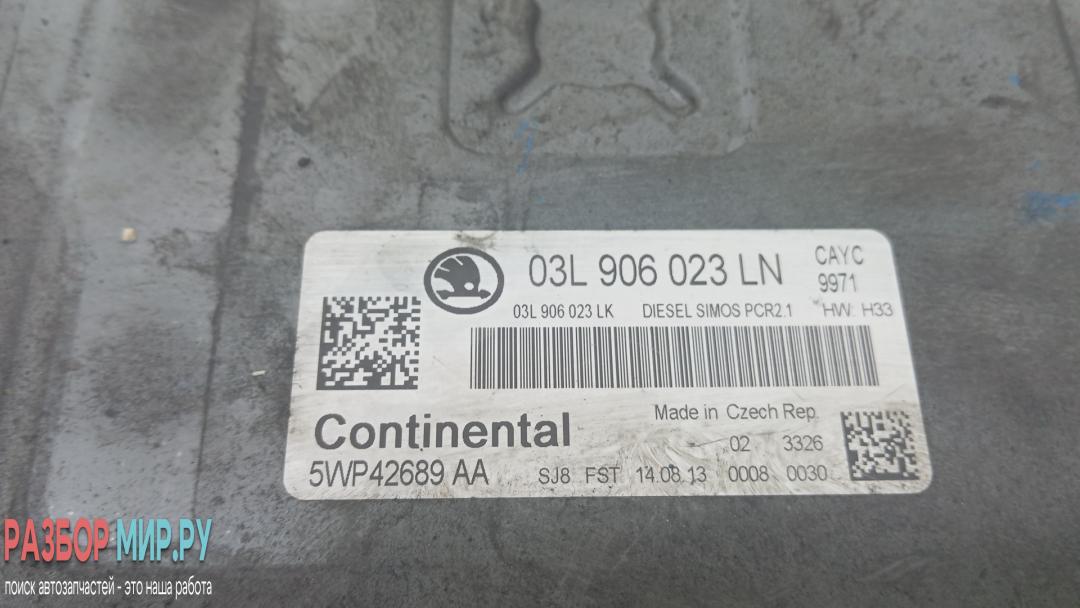 03L 906 023 LN
CAYC
9971
03L 906 023 LK DIESEL SIMOS PCR2.1 HW: H33
Continental
Made in Czech Rep.
02 3326
5WP42689 AA SJ8 FST 14.08.13 0008 0030
РАЗБОР МИР.РУ
поиск автозапчастей - это наша работа